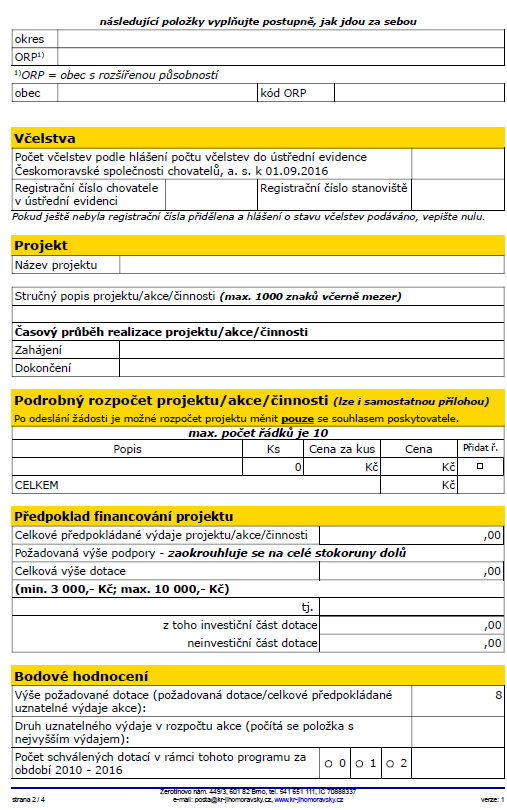 následující položky vyplňujte postupně, jak jdou za sebou
okres
ORP¹⁾
¹⁾ORP = obec s rozšířenou působností
obec kód ORP
Včelstva
Počet včelstev podle hlášení počtu včelstev do ústřední evidence
Českomoravské společnosti chovatelů, a. s. k 01.09.2016
Registrační číslo chovatele Registrační číslo stanoviště
v ústřední evidenci
Pokud ještě nebyla registrační čísla přidělena a hlášení o stavu včelstev podáváno, vepište nulu.
Projekt
Název projektu
Stručný popis projektu/akce/činnosti (max. 1000 znaků včerně mezer)
Časový průběh realizace projektu/akce/činnosti
Zahájení
Dokončení
Podrobný rozpočet projektu/akce/činnosti (lze i samostatnou přílohou)
Po odeslání žádosti je možné rozpočet projektu měnit pouze se souhlasem poskytovatele.
max. počet řádků je 10
Popis Ks Cena za kus Cena Přidat ř.
0 Kč Kč
CELKEM Kč
Předpoklad financování projektu
Celkové předpokládané výdaje projektu/akce/činnosti ,00
Požadovaná výše podpory - zaokrouhluje se na celé stokoruny dolů
Celková výše dotace ,00
(min. 3 000,- Kč; max. 10 000,- Kč)
tj.
z toho investiční část dotace ,00
neinvestiční část dotace ,00
Bodové hodnocení
Výše požadované dotace (požadovaná dotace/celkové předpokládané 8
uznatelné výdaje akce):
Druh uznatelného výdaje v rozpočtu akce (počítá se položka s
nejvyšším výdajem):
Počet schválených dotací v rámci tohoto programu za 0 1 2
období 2010 - 2016
Žerotínovo nám. 449/3, 601 82 Brno, tel. 541 651 111, IČ 70888337
strana 2 / 4 e-mail: posta@kr-jihomoravsky.cz, www.kr-jihomoravsky.cz verze: 1